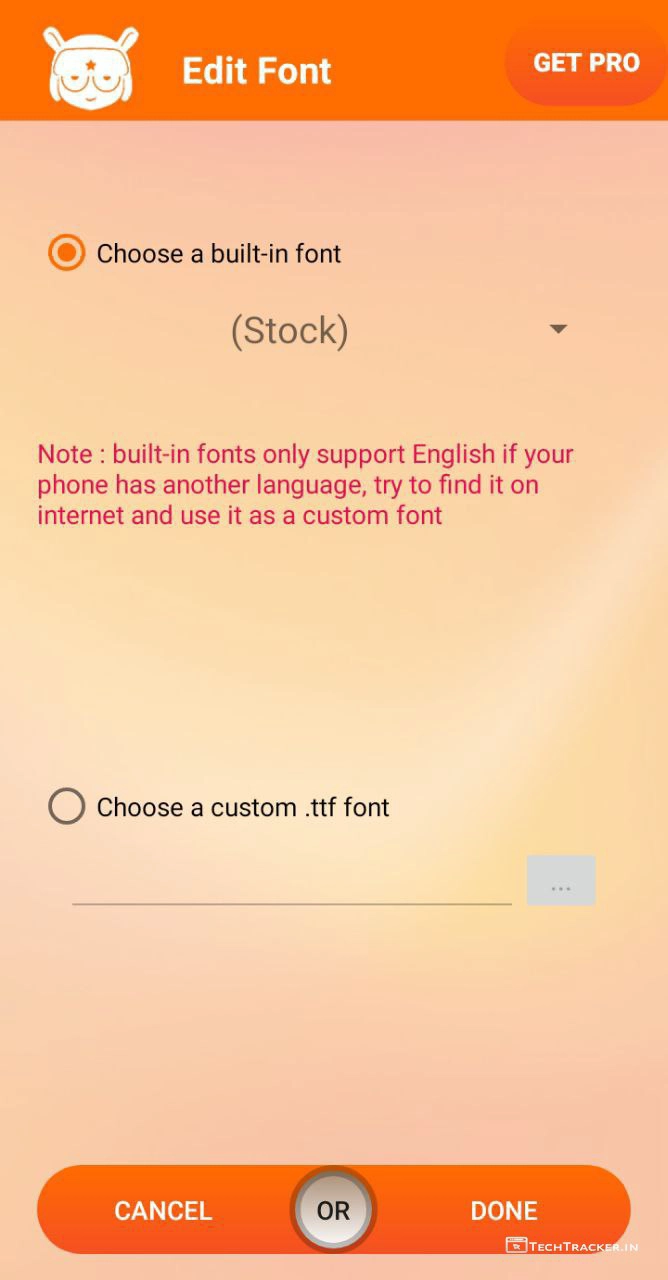 Edit Font
GET PRO
Choose a built-in font
(Stock)
Note : built-in fonts only support English if your
phone has another language, try to find it on
internet and use it as a custom font
Choose a custom .ttf font
...
CANCEL
OR
DONE
TECHTRACKER.IN